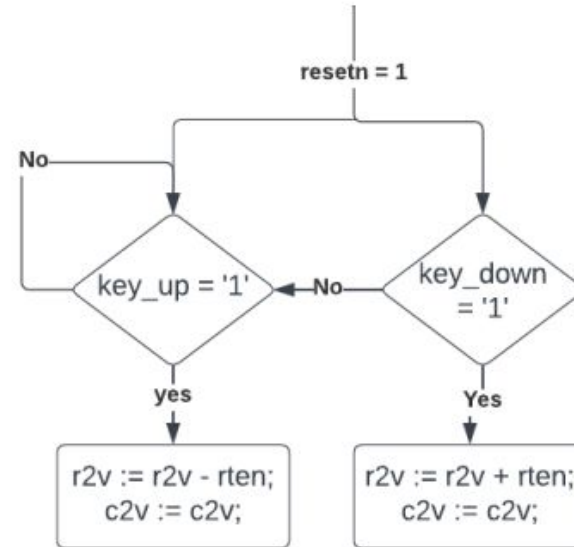 resetn = 1
No
key_up = '1'
No
key_down
= '1'
yes
Yes
r2v := r2v - rten;
c2v := c2v;
r2v := r2v + rten;
c2v := c2v;